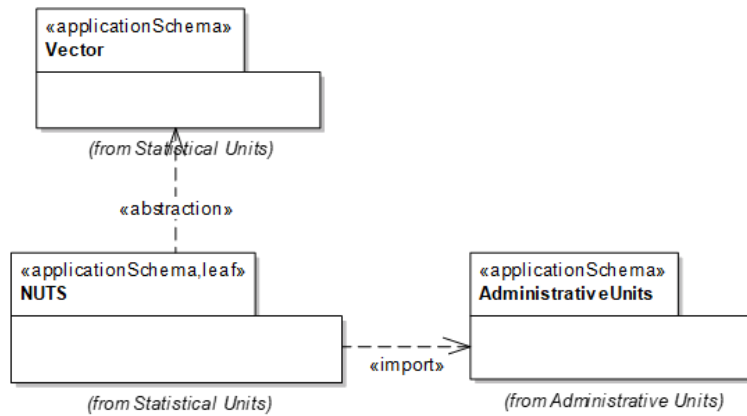 «applicationSchema»
Vector
(from Statistical Units)
«abstraction»
«applicationSchema,leaf»
NUTS
(from Statistical Units)
«import»
«applicationSchema»
AdministrativeUnits
(from Administrative Units)